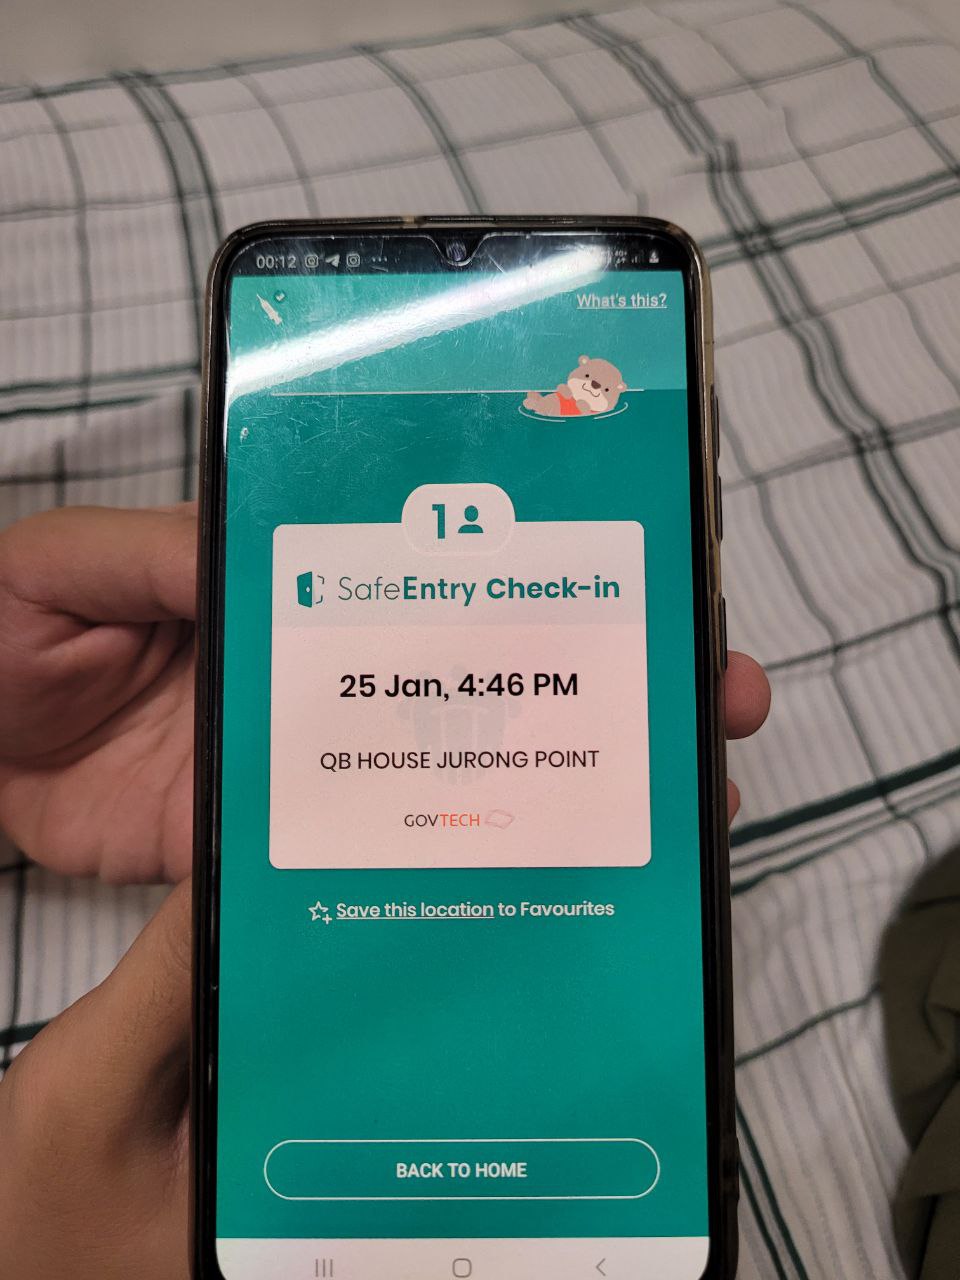 00:12
What's this?
1
SafeEntry Check-in
25 Jan, 4:46 PM
QB HOUSE JURONG POINT
GOVTECH
Save this location to Favourites
BACK TO HOME